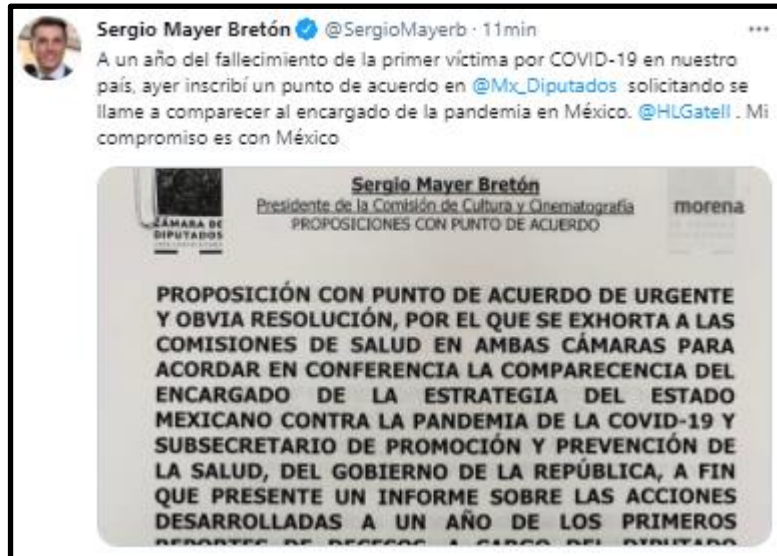 Sergio Mayer Bretón @SergioMayerb · 11min
A un año del fallecimiento de la primer víctima por COVID-19 en nuestro
país, ayer inscribí un punto de acuerdo en @Mx_Diputados solicitando se
llame a comparecer al encargado de la pandemia en México. @HLGatell . Mi
compromiso es con México
Sergio Mayer Bretón
Presidente de la Comisión de Cultura y Cinematografía
PROPOSICIONES CON PUNTO DE ACUERDO
CÁMARA DE
DIPUTADOS
morena
PROPOSICIÓN CON PUNTO DE ACUERDO DE URGENTE
Y OBVIA RESOLUCIÓN, POR EL QUE SE EXHORTA A LAS
COMISIONES DE SALUD EN AMBAS CÁMARAS PARA
ACORDAR EN CONFERENCIA LA COMPARECENCIA DEL
ENCARGADO DE LA ESTRATEGIA DEL ESTADO
MEXICANO CONTRA LA PANDEMIA DE LA COVID-19 Y
SUBSECRETARIO DE PROMOCIÓN Y PREVENCIÓN DE
LA SALUD, DEL GOBIERNO DE LA REPÚBLICA, A FIN
QUE PRESENTE UN INFORME SOBRE LAS ACCIONES
DESARROLLADAS A UN AÑO DE LOS PRIMEROS
REPORTES DE DECESOS, A CARGO DEL DIPUTADO